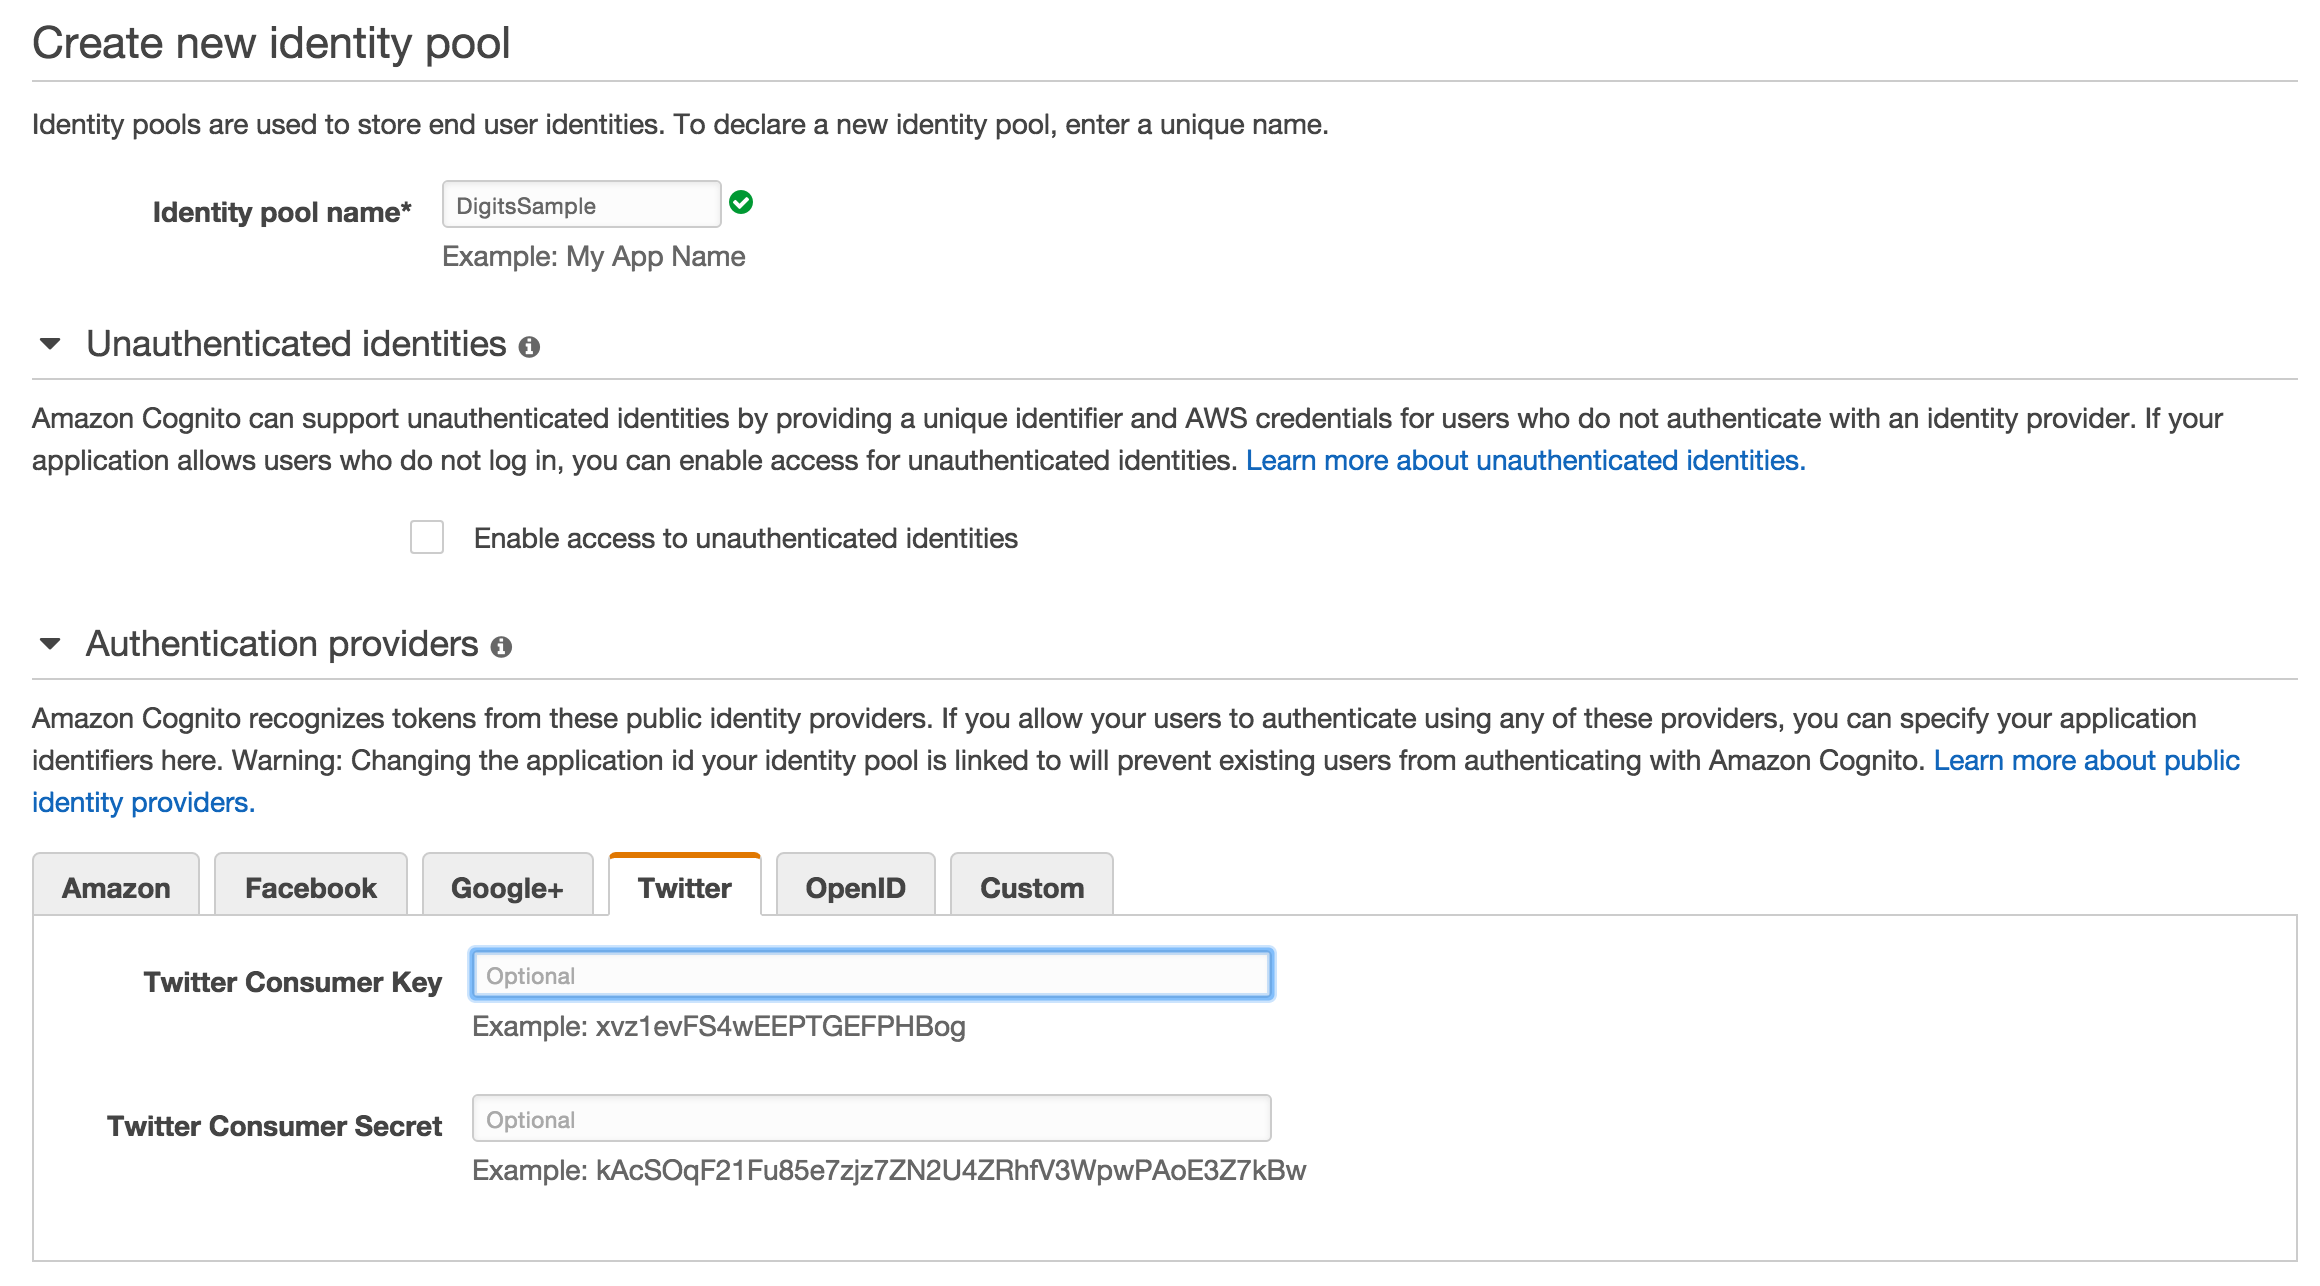 Create new identity pool
Identity pools are used to store end user identities. To declare a new identity pool, enter a unique name.
Identity pool name* DigitsSample
Example: My App Name
Unauthenticated identities
Amazon Cognito can support unauthenticated identities by providing a unique identifier and AWS credentials for users who do not authenticate with an identity provider. If your
application allows users who do not log in, you can enable access for unauthenticated identities. Learn more about unauthenticated identities.
Enable access to unauthenticated identities
Authentication providers
Amazon Cognito recognizes tokens from these public identity providers. If you allow your users to authenticate using any of these providers, you can specify your application
identifiers here. Warning: Changing the application id your identity pool is linked to will prevent existing users from authenticating with Amazon Cognito. Learn more about public
identity providers.
Amazon Facebook Google+ Twitter OpenID Custom
Twitter Consumer Key Optional
Example: xvz1evFS4wEEPTGEFPHBog
Twitter Consumer Secret Optional
Example: kAcSOqF21Fu85e7zjz7ZN2U4ZRhfV3WpwPAoE3Z7kBw